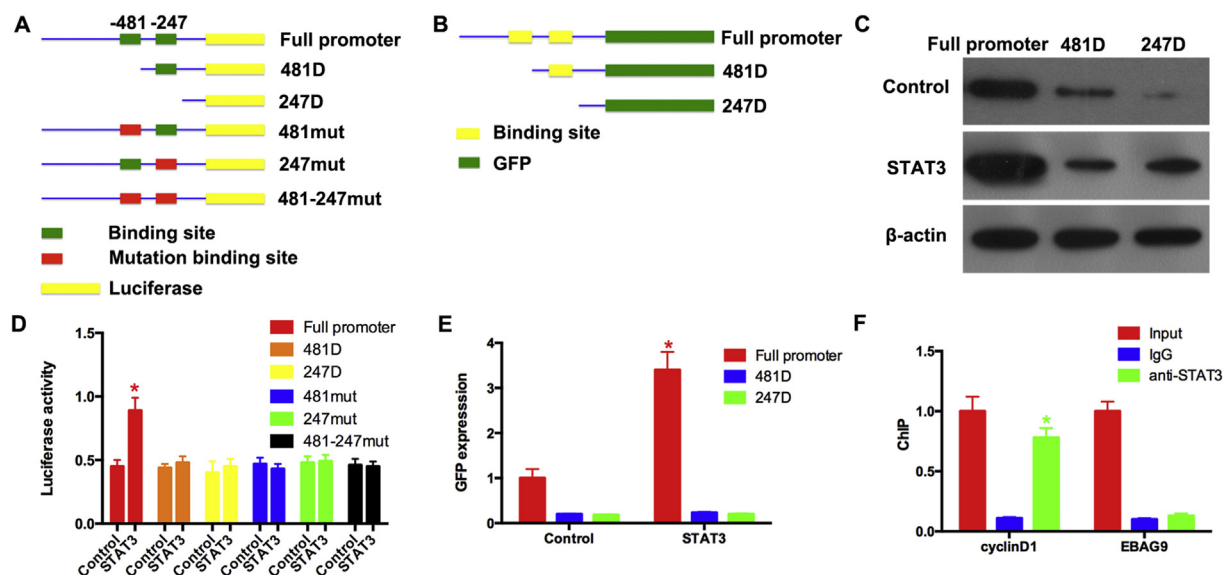 A
-481 -247
Full promoter
481D
247D
481mut
247mut
481-247mut
Binding site
Mutation binding site
Luciferase
B
Full promoter
481D
247D
Binding site
GFP
C
Full promoter 481D 247D
Control
STAT3
β-actin
D
Luciferase activity
1.5
1.0
0.5
0.0
Full promoter
481D
247D
481mut
247mut
481-247mut
*
Control STAT3 Control STAT3 Control STAT3 Control STAT3 Control STAT3 Control STAT3
E
GFP expresssion
4
3
2
1
0
*
Full promoter
481D
247D
Control STAT3
F
ChIP
1.5
1.0
0.5
0.0
Input
IgG
anti-STAT3
*
cyclinD1 EBAG9